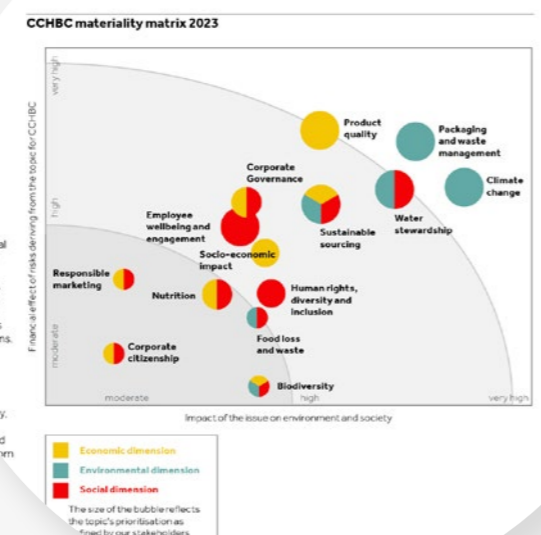 CCHBC materiality matrix 2023
very high
Financial effect of risks deriving from the topic for CCHBC
high
moderate
Product
quality
Packaging
and waste
management
Corporate
Governance
Climate
change
Employee
wellbeing and
engagement
Water
stewardship
Sustainable
sourcing
Socio-economic
impact
Responsible
marketing
Nutrition
Human rights,
diversity and
inclusion
Food loss
and waste
Corporate
citizenship
Biodiversity
moderate
high
very high
Impact of the issue on environment and society
Economic dimension
Environmental dimension
Social dimension
The size of the bubble reflects
the topic's prioritisation as
by our stakeholders